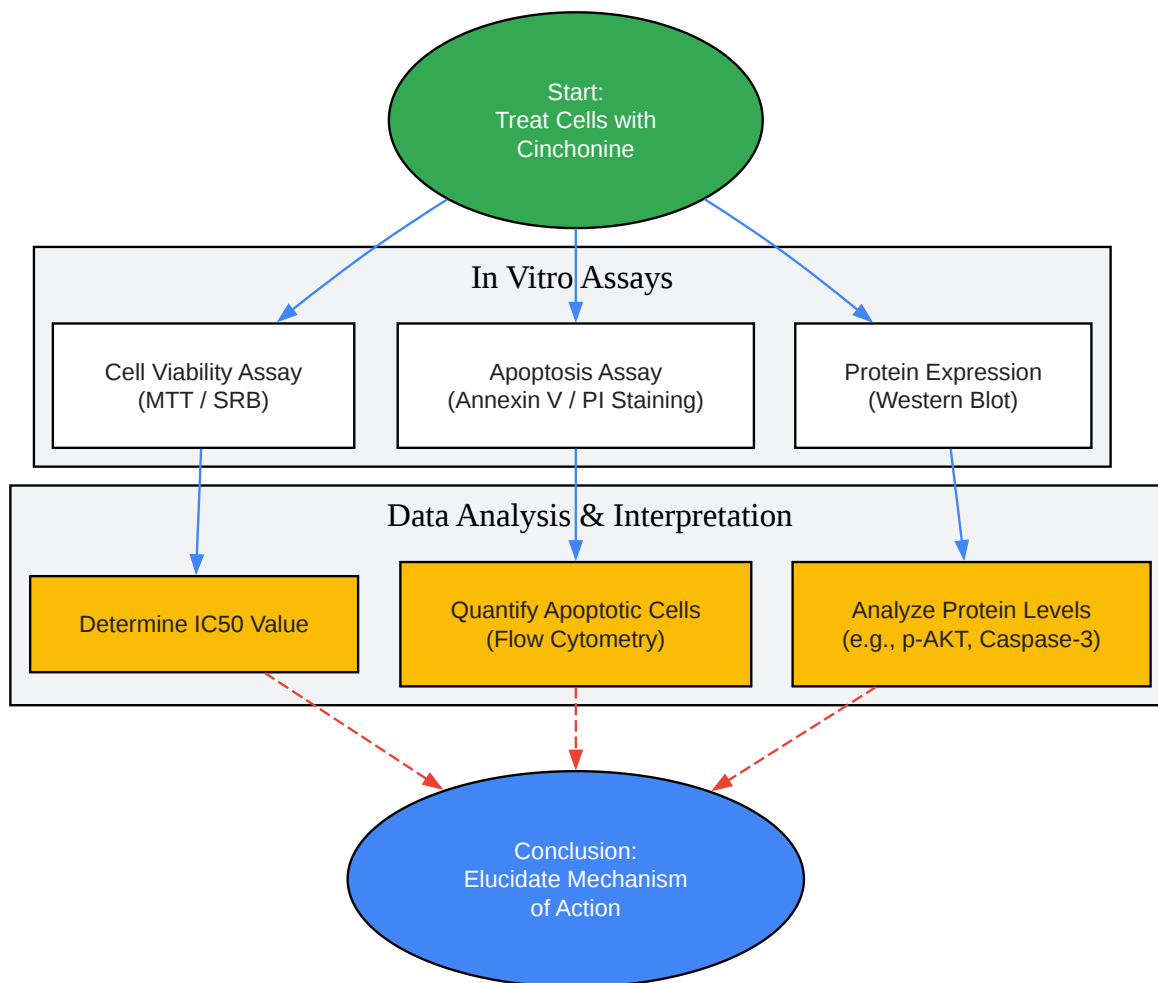 Start:
Treat Cells with
Cinchonine
In Vitro Assays
Cell Viability Assay
(MTT / SRB)
Apoptosis Assay
(Annexin V / PI Staining)
Protein Expression
(Western Blot)
Data Analysis & Interpretation
Determine IC50 Value
Quantify Apoptotic Cells
(Flow Cytometry)
Analyze Protein Levels
(e.g., p-AKT, Caspase-3)
Conclusion:
Elucidate Mechanism
of Action